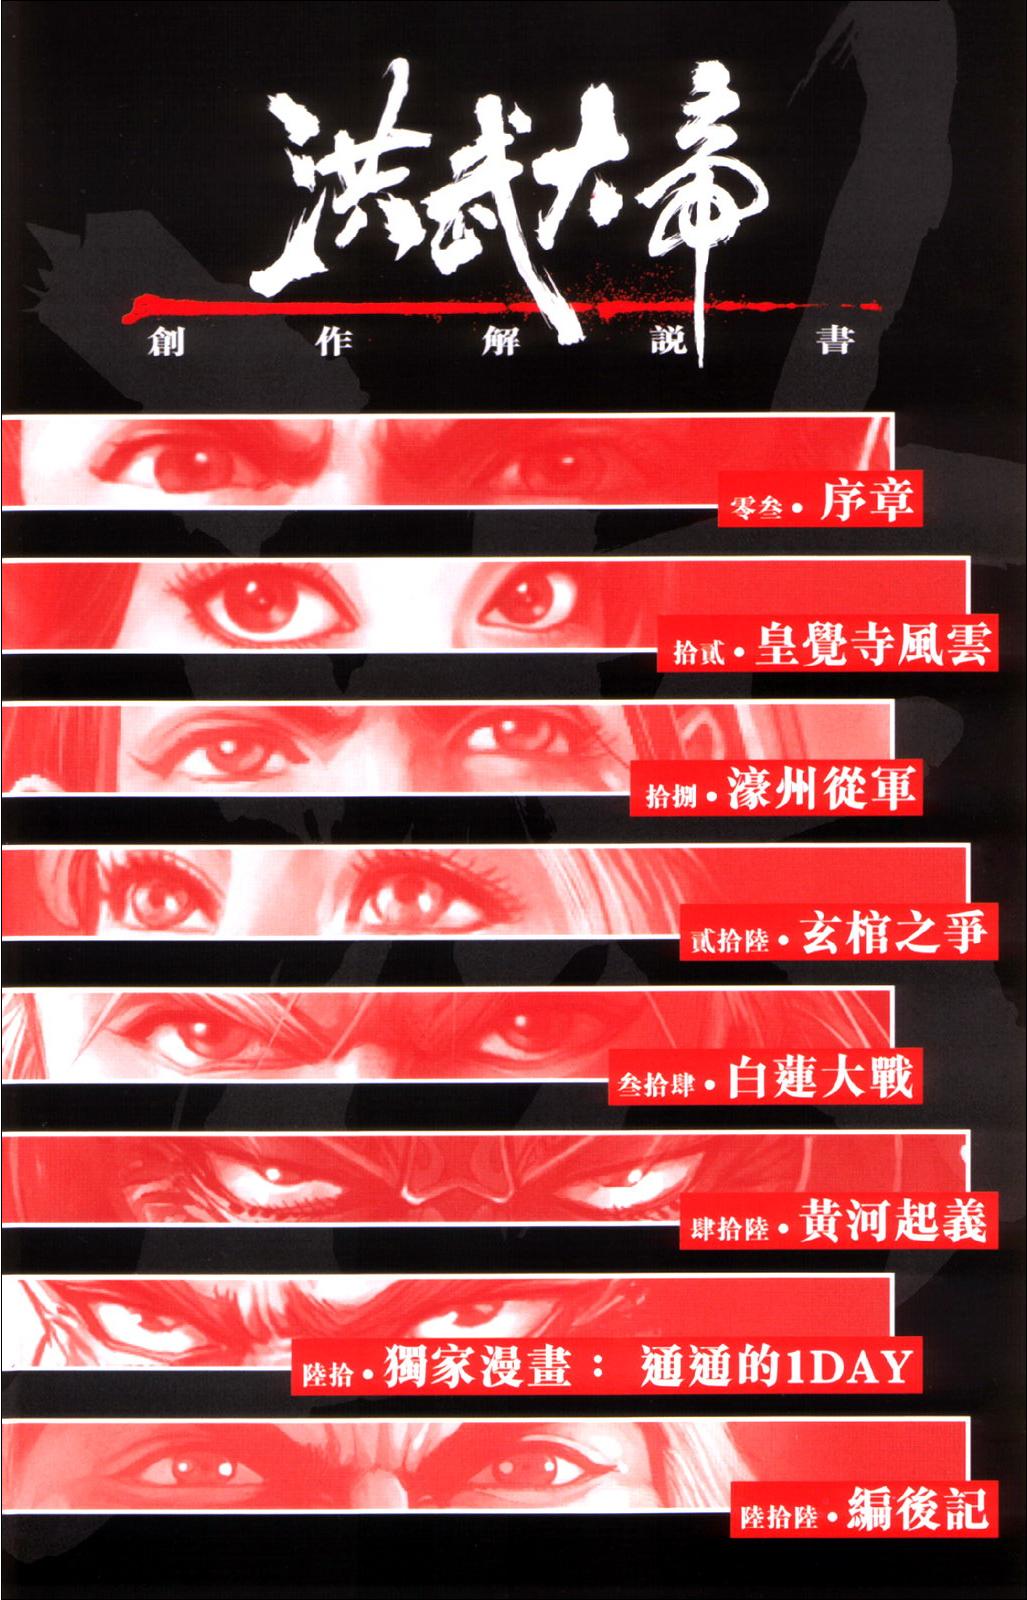 洪武大帝
創作解説書
零叁・序章
拾貳・皇覺寺風雲
拾捌・濠州從軍
貳拾陸・玄棺之爭
叁拾肆・白蓮大戰
肆拾陸・黃河起義
陸拾・獨家漫畫： 通通的1DAY
陸拾陸・編後記